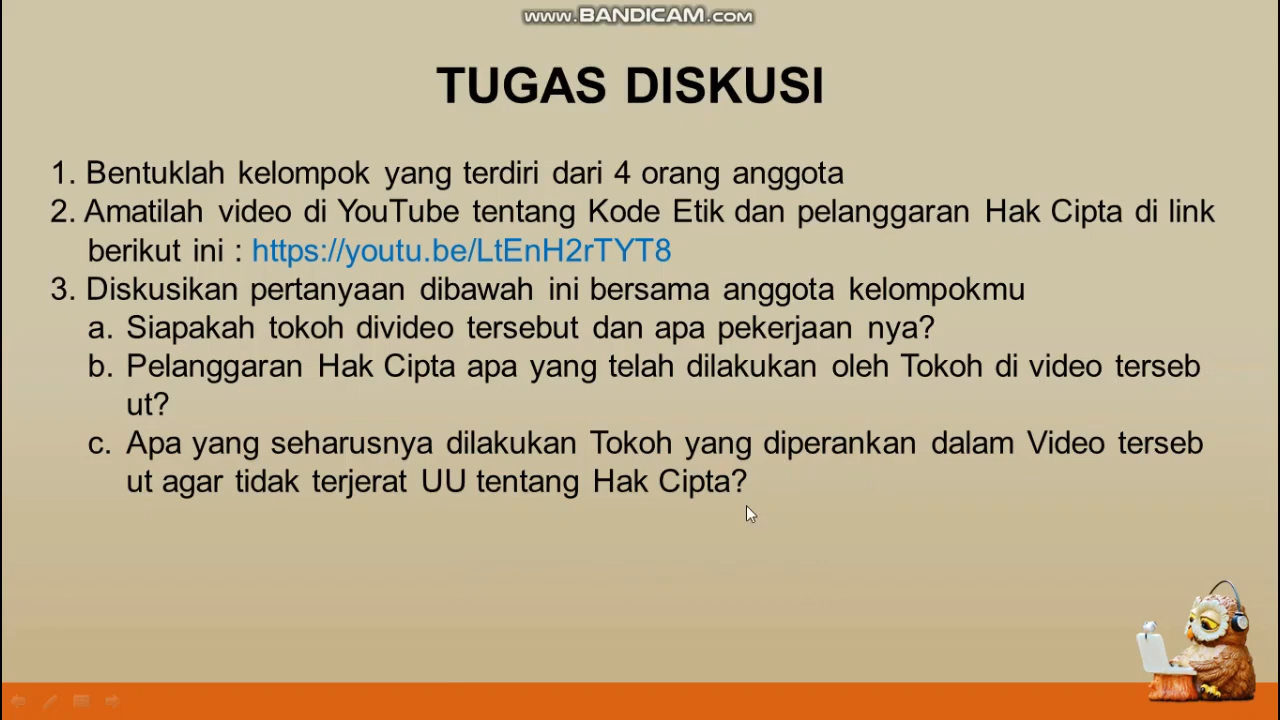 www.BANDICAM.com
TUGAS DISKUSI
1. Bentuklah kelompok yang terdiri dari 4 orang anggota
2. Amatilah video di YouTube tentang Kode Etik dan pelanggaran Hak Cipta di link
berikut ini : https://youtu.be/LtEnH2rTYT8
3. Diskusikan pertanyaan dibawah ini bersama anggota kelompokmu
a. Siapakah tokoh divideo tersebut dan apa pekerjaan nya?
b. Pelanggaran Hak Cipta apa yang telah dilakukan oleh Tokoh di video terseb
ut?
c. Apa yang seharusnya dilakukan Tokoh yang diperankan dalam Video terseb
ut agar tidak terjerat UU tentang Hak Cipta?